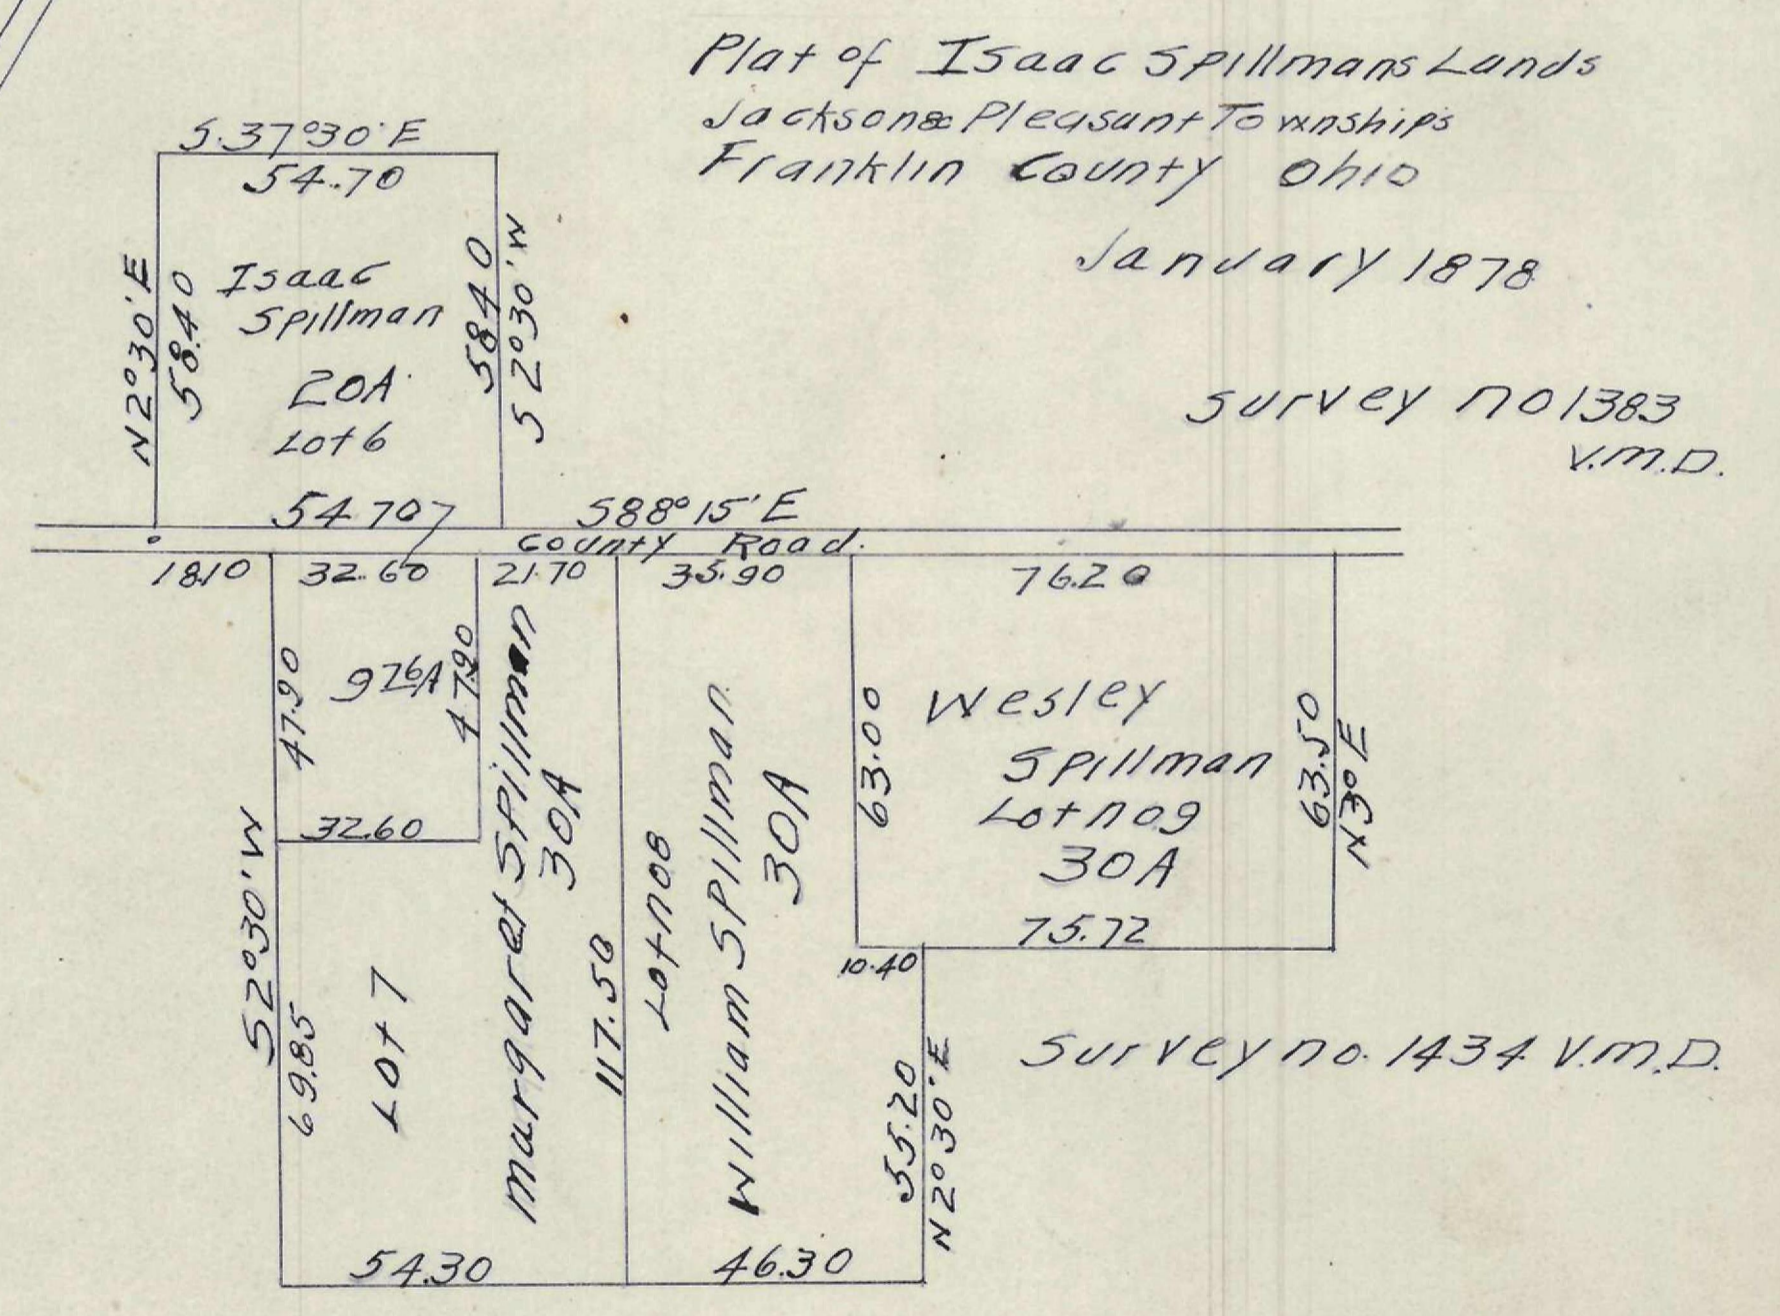 Plat of Isaac Spillmans Lands
Jackson & Pleasant Townships
Franklin County Ohio
January 1878
Survey no 1383
V.M.D.
S.37°30' E
54.70
N2°30'E
58.40
Isaac
Spillman
20A
Lot 6
5840
S2°30'W
54.70
S88°15'E
County Road.
18.10
32.60
21.70
35.90
76.20
47.90
9 76 A
47.90
32.60
S2°30'W
69.85
Lot 7
Margaret Spillman
30A
117.50
Lot no 8
William Spillman
30A
63.00
Wesley
Spillman
Lot no 9
30A
63.50
N3°E
75.72
10.40
55.20
N2°30'E
Survey no. 1434 V.M.D.
54.30
46.30